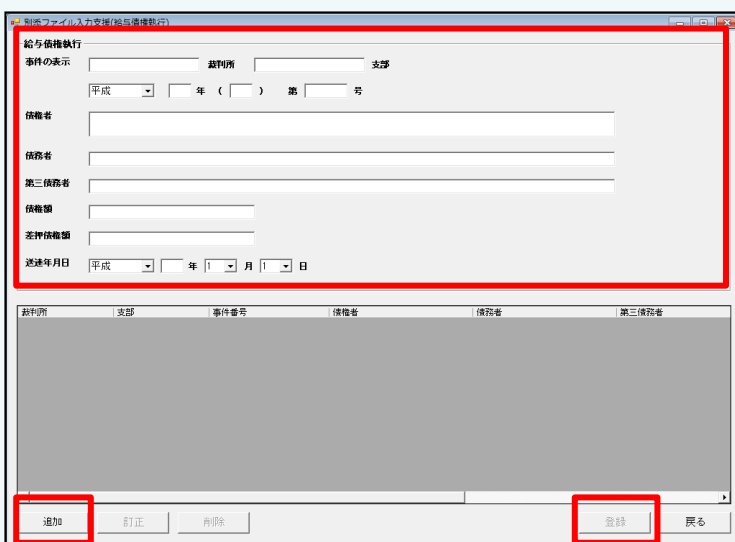 別添ファイル入力支援(給与債権執行)
給与債権執行
事件の表示 裁判所 支部
平成 年 ( ) 第 号
債権者
債務者
第三債務者
債権額
差押債権額
送達年月日 平成 年 1 月 1 日
裁判所 支部 事件番号 債権者 債務者 第三債務者
追加 訂正 削除 登録 戻る